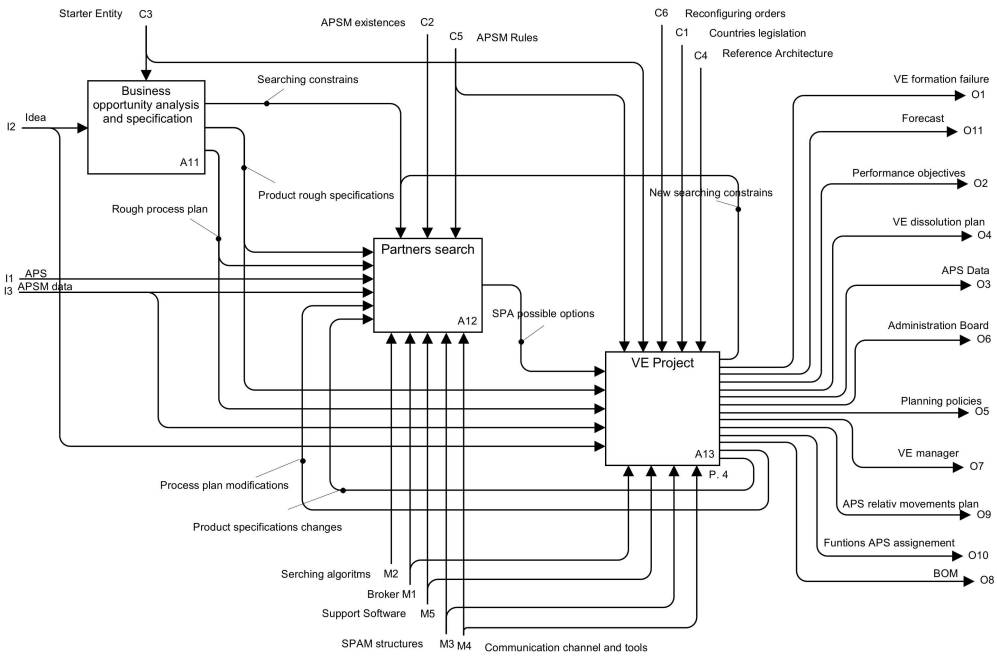 Starter Entity C3
C6 Reconfiguring orders
APSM existences C2
C1 Countries legislation
C5 APSM Rules
C4 Reference Architecture
Searching constrains
VE formation failure
O1
Business
opportunity analysis
and specification
A11
I2 Idea
Forecast
O11
Product rough specifications
New searching constrains
Performance objectives
O2
Rough process plan
VE dissolution plan
O4
Partners search
A12
I1 APS
I3 APSM data
APS Data
O3
SPA possible options
Administration Board
O6
VE Project
A13
P. 4
Planning policies
O5
VE manager
O7
Process plan modifications
APS relativ movements plan
O9
Product specifications changes
Funtions APS assignement
O10
Serching algoritms M2
BOM
O8
Broker M1
Support Software M5
SPAM structures M3
M4 Communication channel and tools